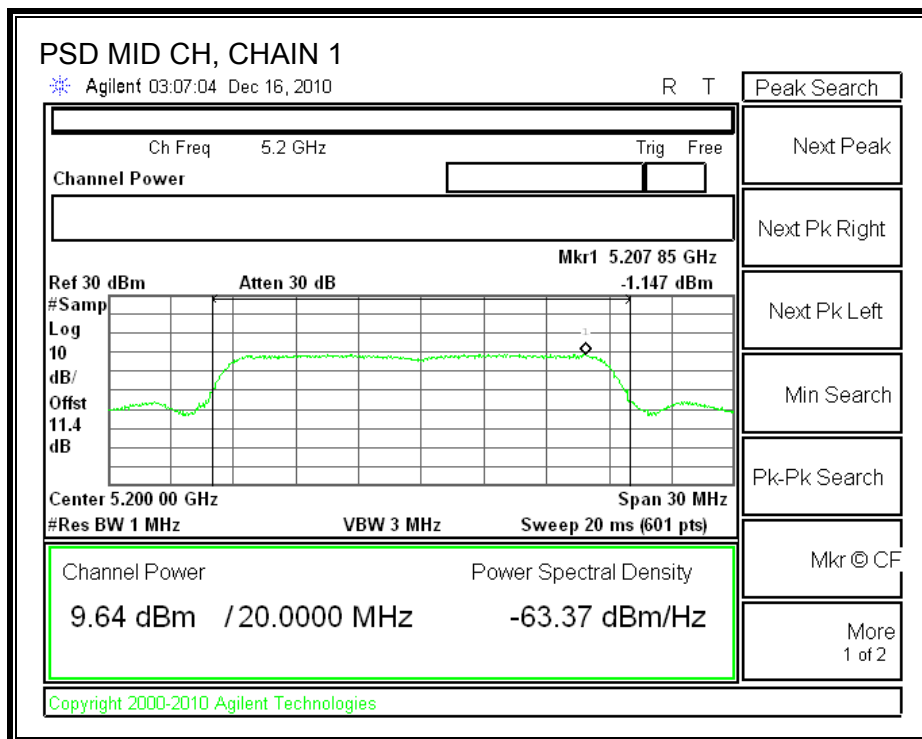 PSD MID CH, CHAIN 1
Agilent 03:07:04 Dec 16, 2010 R T
Peak Search
Ch Freq 5.2 GHz Trig Free
Channel Power
Next Peak
Next Pk Right
Mkr1 5.207 85 GHz
Ref 30 dBm Atten 30 dB -1.147 dBm
#Samp
Log
10
dB/
Offst
11.4
dB
1
Next Pk Left
Min Search
Pk-Pk Search
Center 5.200 00 GHz Span 30 MHz
#Res BW 1 MHz VBW 3 MHz Sweep 20 ms (601 pts)
Channel Power Power Spectral Density
9.64 dBm / 20.0000 MHz -63.37 dBm/Hz
Mkr © CF
More
1 of 2
Copyright 2000-2010 Agilent Technologies